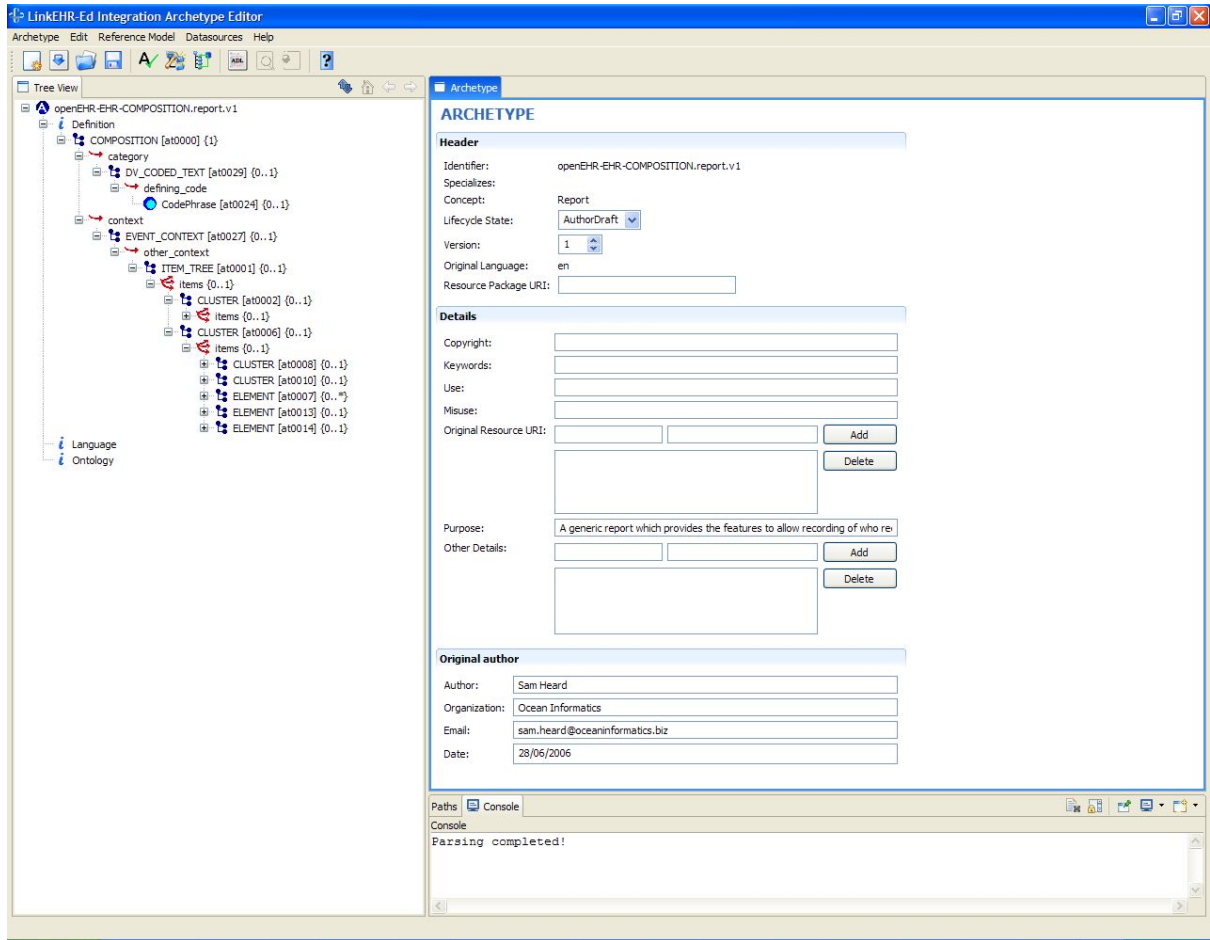 LinkEHR-Ed Integration Archetype Editor
Archetype Edit Reference Model Datasources Help
ADL
Tree View
openEHR-EHR-COMPOSITION.report.v1
Definition
COMPOSITION [at0000] {1}
category
DV_CODED_TEXT [at0029] {0..1}
defining_code
CodePhrase [at0024] {0..1}
context
EVENT_CONTEXT [at0027] {0..1}
other_context
ITEM_TREE [at0001] {0..1}
items {0..1}
CLUSTER [at0002] {0..1}
items {0..1}
CLUSTER [at0006] {0..1}
items {0..1}
CLUSTER [at0008] {0..1}
CLUSTER [at0010] {0..1}
ELEMENT [at0007] {0..*}
ELEMENT [at0013] {0..1}
ELEMENT [at0014] {0..1}
Language
Ontology
Archetype
ARCHETYPE
Header
Identifier: openEHR-EHR-COMPOSITION.report.v1
Specializes:
Concept: Report
Lifecycle State: AuthorDraft
Version: 1
Original Language: en
Resource Package URI:
Details
Copyright:
Keywords:
Use:
Misuse:
Original Resource URI: Add
Delete
Purpose: A generic report which provides the features to allow recording of who re
Other Details: Add
Delete
Original author
Author: Sam Heard
Organization: Ocean Informatics
Email: sam.heard@oceaninformatics.biz
Date: 28/06/2006
Paths Console
Console
Parsing completed!